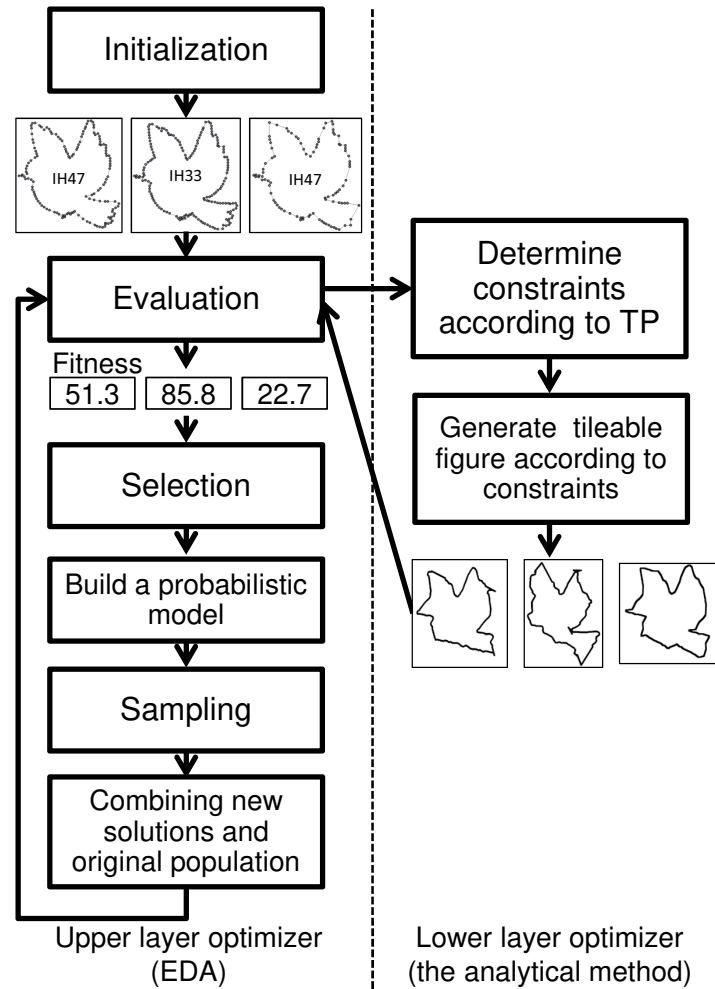 Initialization
IH47
IH33
IH47
Evaluation
Fitness
51.3
85.8
22.7
Selection
Build a probabilistic
model
Sampling
Combining new
solutions and
original population
Upper layer optimizer
(EDA)
Determine
constraints
according to TP
Generate tileable
figure according to
constraints
Lower layer optimizer
(the analytical method)